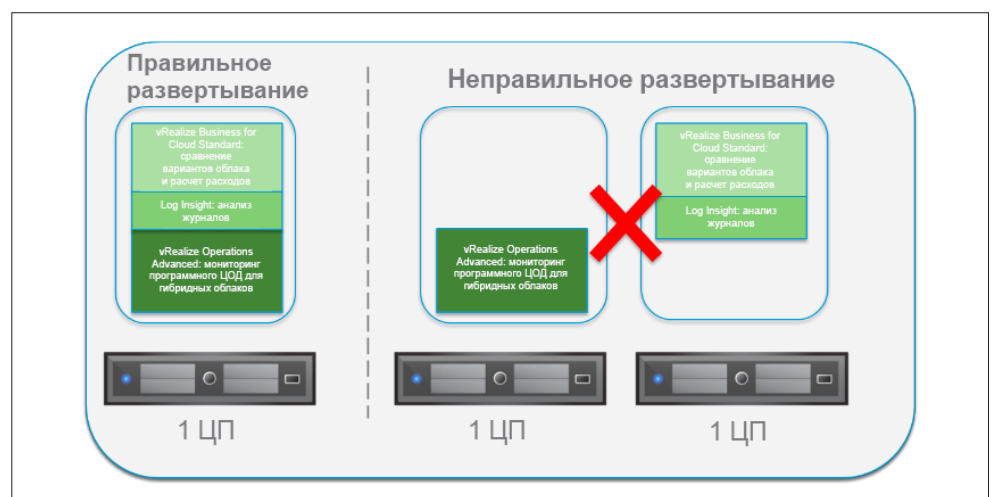 Правильное
развертывание
Неправильное развертывание
vRealize Business for
Cloud Standard:
сравнение
вариантов облака
и расчет расходов
Log Insight: анализ
журналов
vRealize Operations
Advanced: мониторинг
программного ЦОД для
гибридных облаков
vRealize Operations
Advanced: мониторинг
программного ЦОД для
гибридных облаков
vRealize Business for
Cloud Standard:
сравнение
вариантов облака
и расчет расходов
Log Insight: анализ
журналов
1 ЦП
1 ЦП
1 ЦП